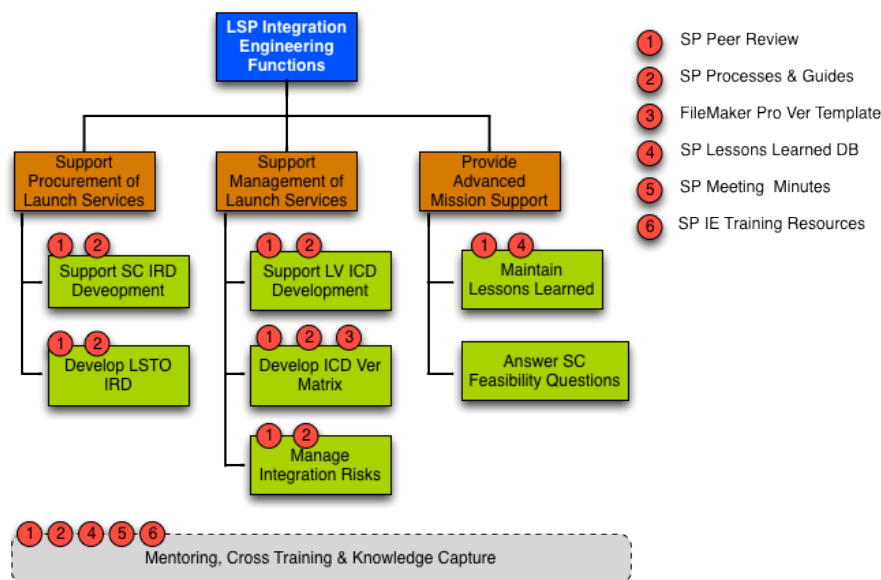 LSP Integration
Engineering
Functions
1 SP Peer Review
2 SP Processes & Guides
3 FileMaker Pro Ver Template
4 SP Lessons Learned DB
5 SP Meeting Minutes
6 SP IE Training Resources
Support
Procurement of
Launch Services
Support
Management of
Launch Services
Provide
Advanced
Mission Support
1 2
Support SC IRD
Deveopment
1 2
Develop LSTO
IRD
1 2
Support LV ICD
Development
1 2 3
Develop ICD Ver
Matrix
1 2
Manage
Integration Risks
1 4
Maintain
Lessons Learned
Answer SC
Feasibility Questions
1 2 4 5 6
Mentoring, Cross Training & Knowledge Capture